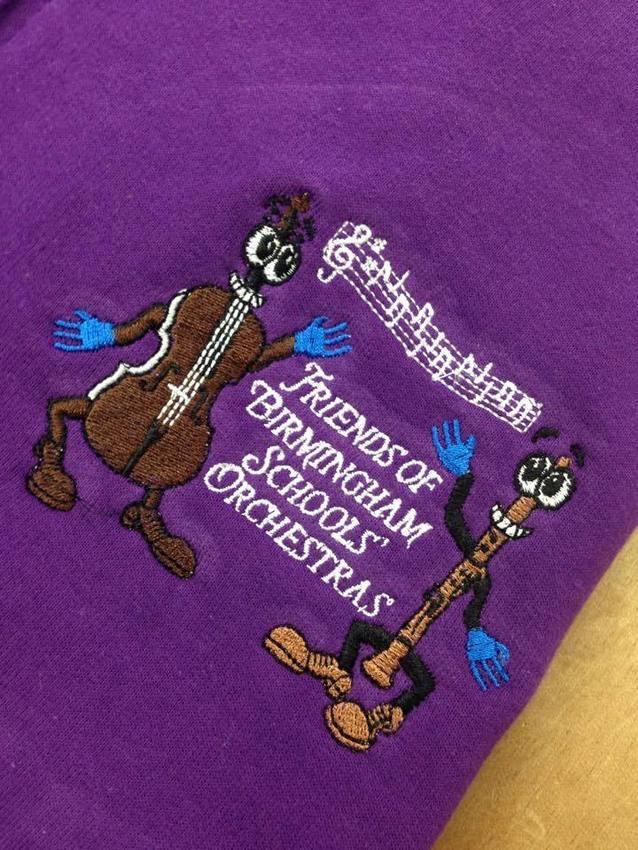 FRIENDS OF
BIRMINGHAM
SCHOOLS'
ORCHESTRAS